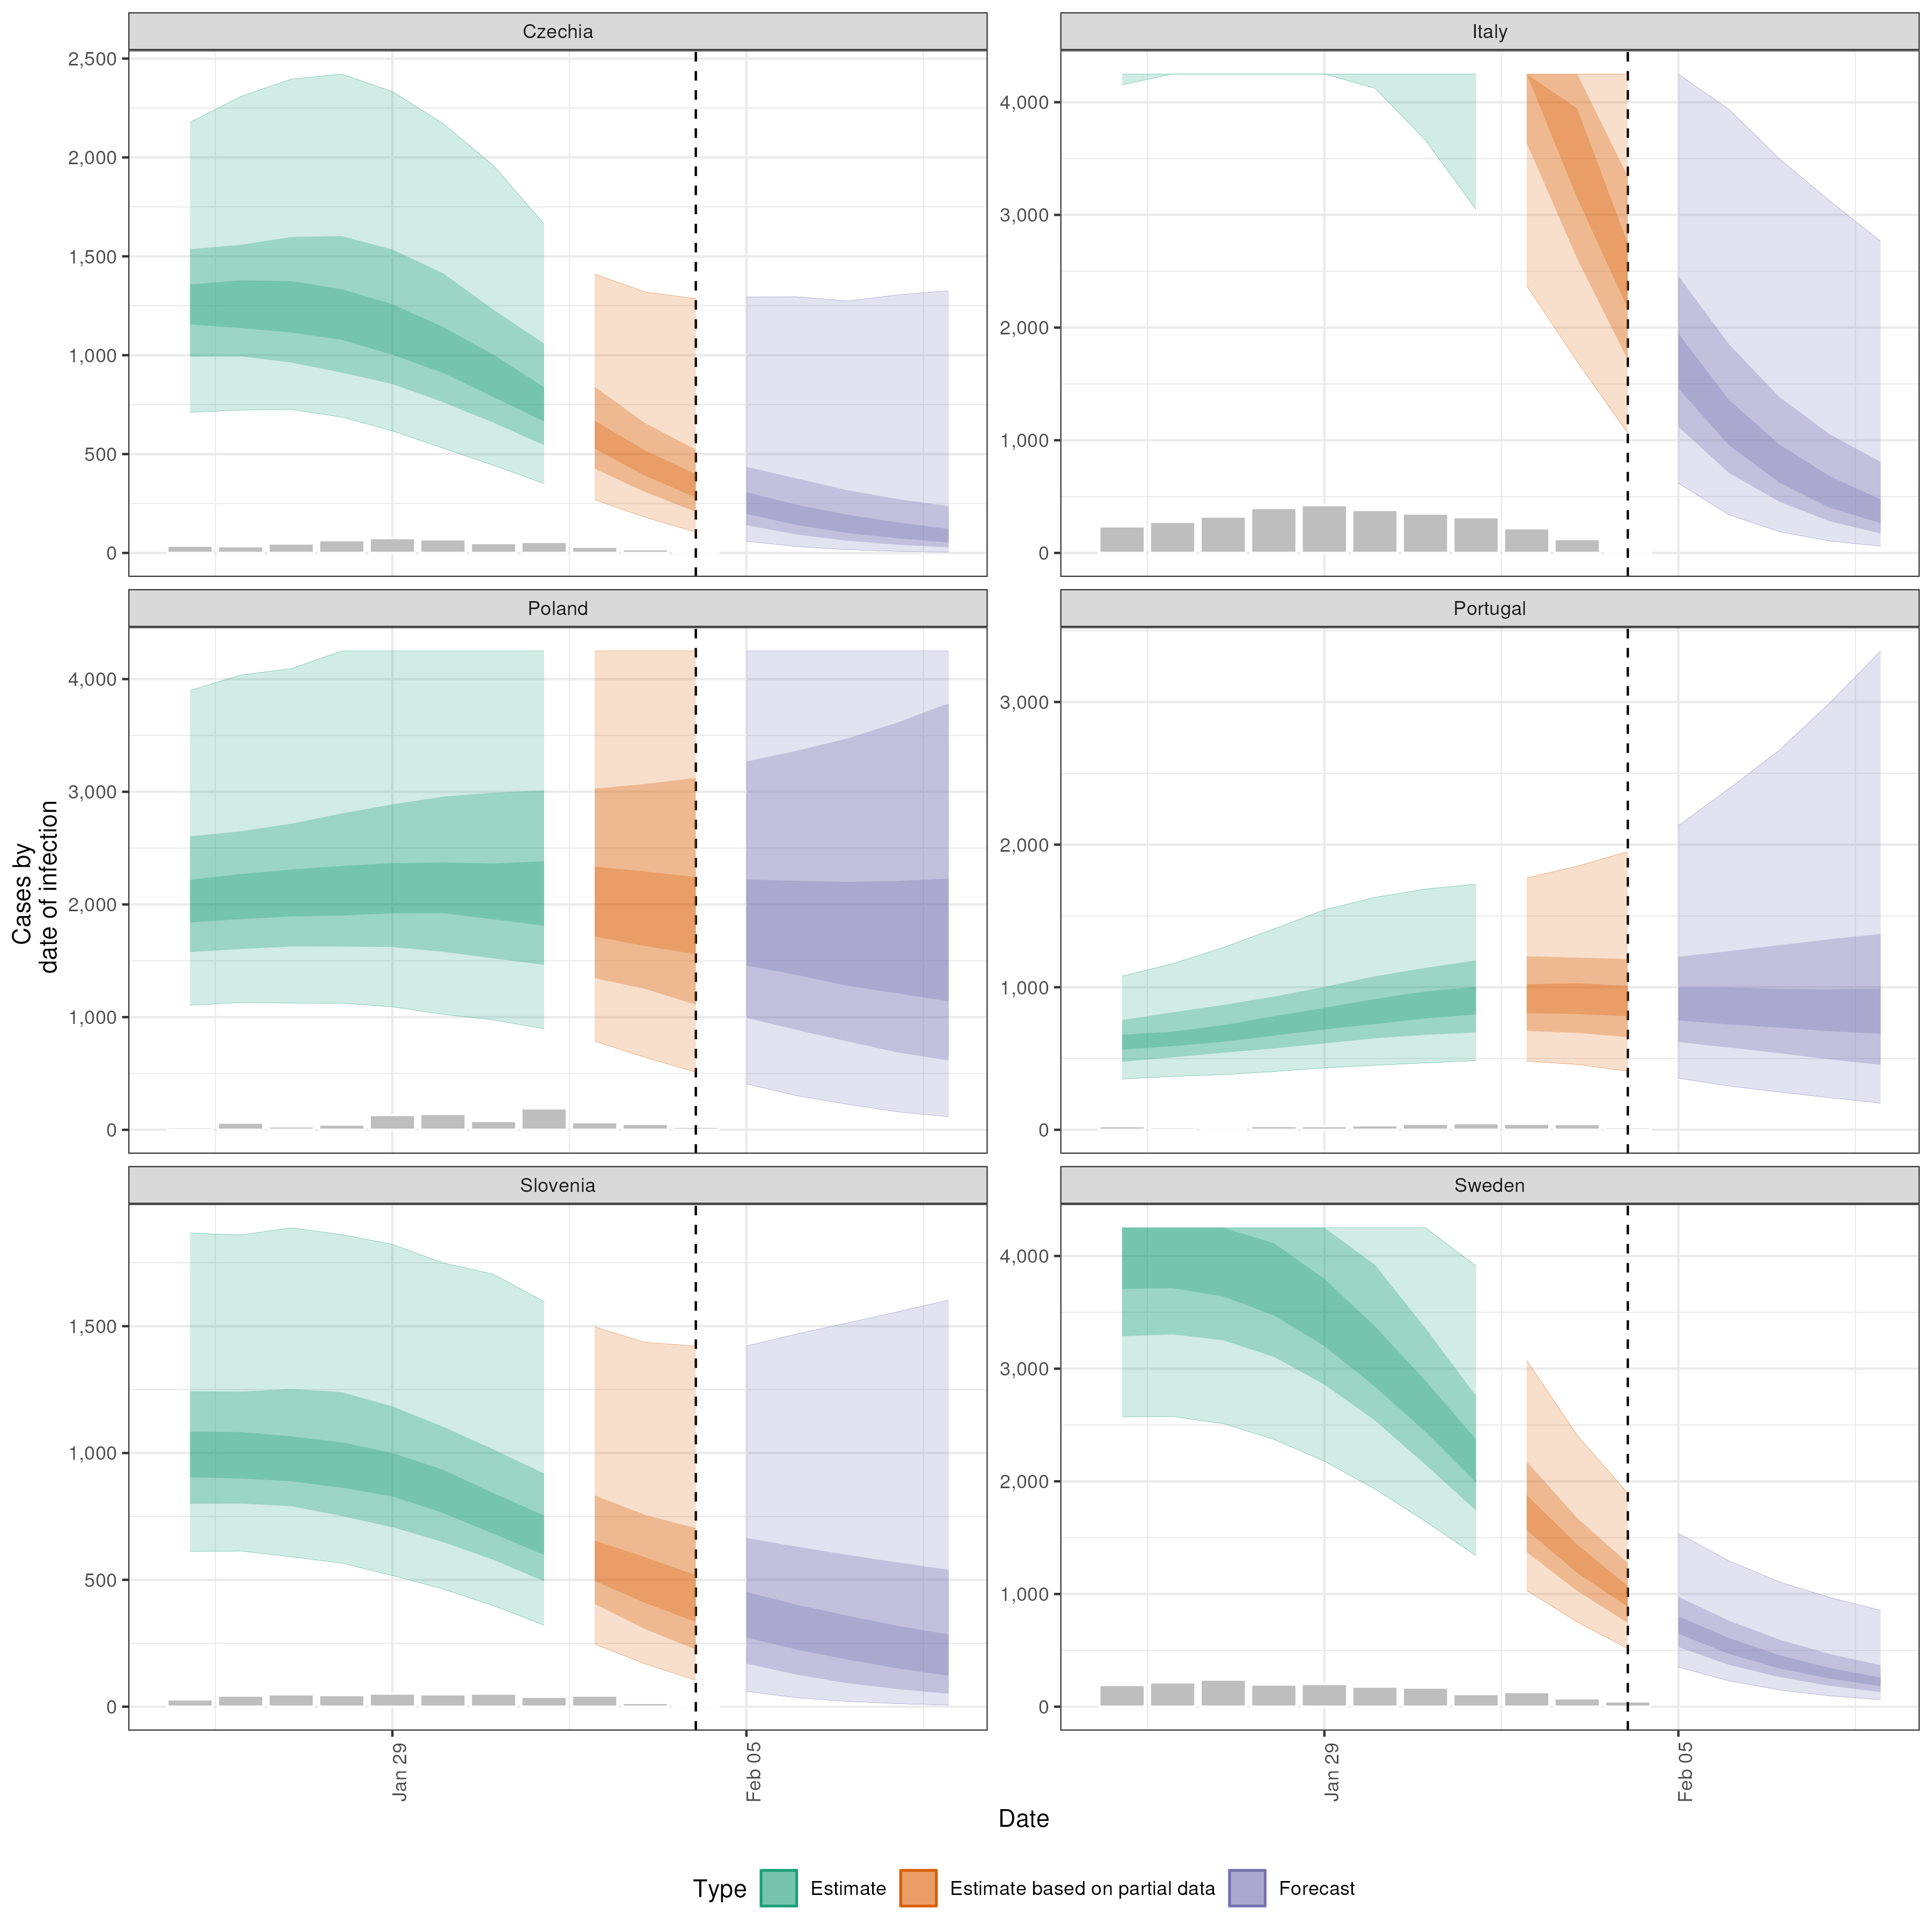 Czechia
Italy
2,500
2,000
1,500
1,000
500
0
4,000
3,000
2,000
1,000
0
Poland
Portugal
4,000
3,000
2,000
1,000
0
3,000
2,000
1,000
0
Slovenia
Sweden
1,500
1,000
500
0
4,000
3,000
2,000
1,000
0
Cases by
date of infection
Jan 29
Feb 05
Jan 29
Feb 05
Date
Type
Estimate
Estimate based on partial data
Forecast